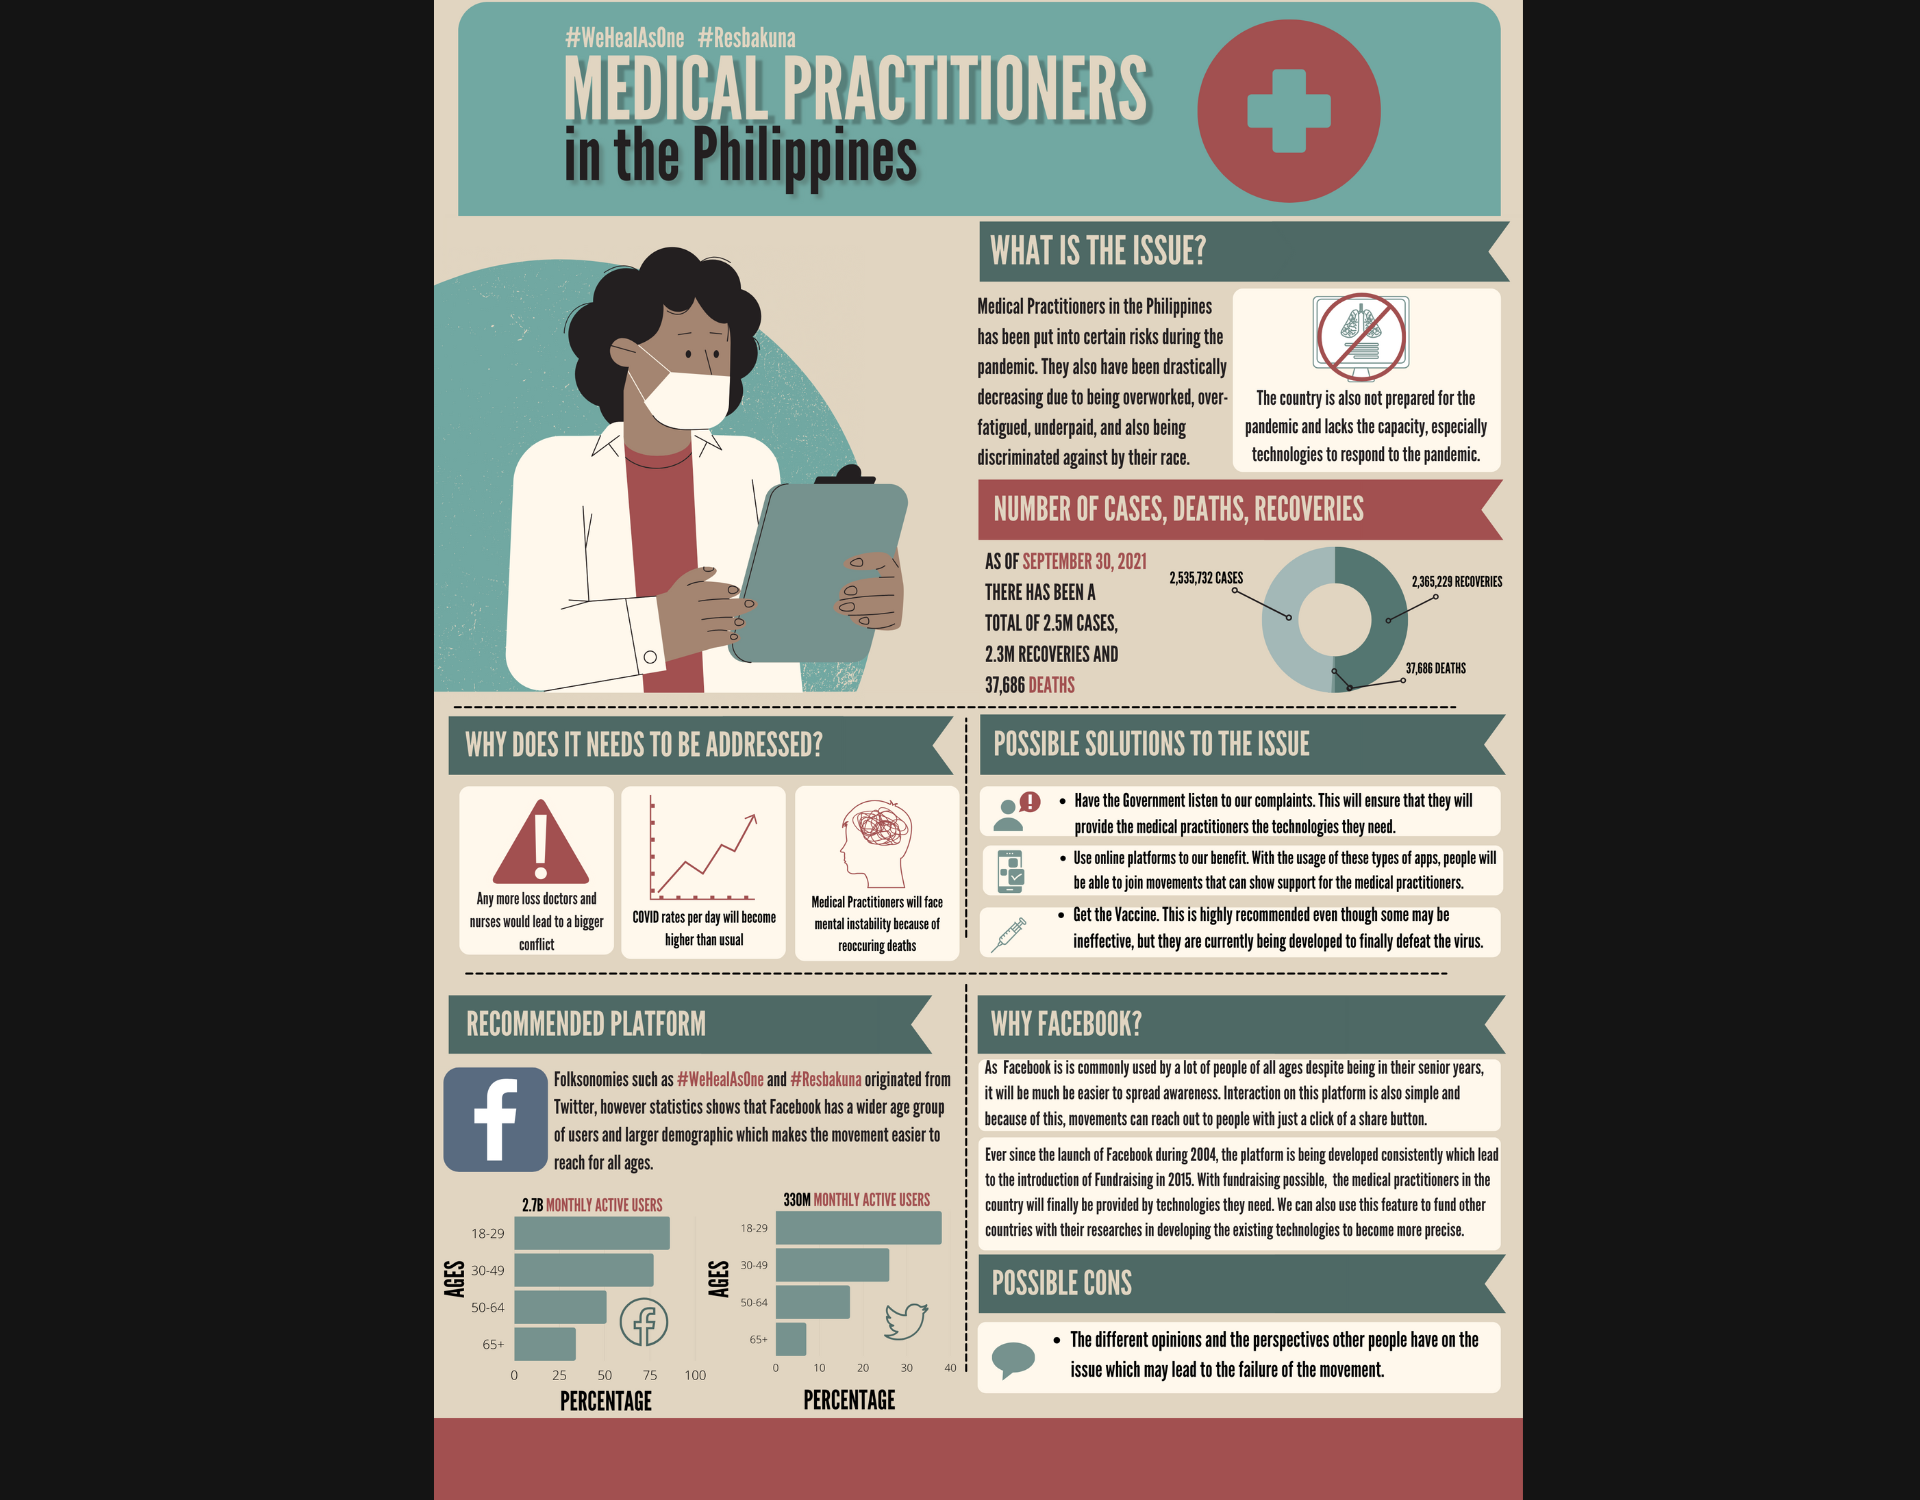 #WeHealAsOne #Resbakuna
MEDICAL PRACTITIONERS
in the Philippines
WHAT IS THE ISSUE?
Medical Practitioners in the Philippines
has been put into certain risks during the
pandemic. They also have been drastically
decreasing due to being overworked, over-
fatigued, underpaid, and also being
discriminated against by their race.
The country is also not prepared for the
pandemic and lacks the capacity, especially
technologies to respond to the pandemic.
NUMBER OF CASES, DEATHS, RECOVERIES
AS OF SEPTEMBER 30, 2021
THERE HAS BEEN A
TOTAL OF 2.5M CASES,
2.3M RECOVERIES AND
37,686 DEATHS
2,535,732 CASES
2,365,229 RECOVERIES
37,686 DEATHS
WHY DOES IT NEEDS TO BE ADDRESSED?
Any more loss doctors and
nurses would lead to a bigger
conflict
COVID rates per day will become
higher than usual
Medical Practitioners will face
mental instability because of
reoccuring deaths
POSSIBLE SOLUTIONS TO THE ISSUE
• Have the Government listen to our complaints. This will ensure that they will
provide the medical practitioners the technologies they need.
• Use online platforms to our benefit. With the usage of these types of apps, people will
be able to join movements that can show support for the medical practitioners.
• Get the Vaccine. This is highly recommended even though some may be
ineffective, but they are currently being developed to finally defeat the virus.
RECOMMENDED PLATFORM
Folksonomies such as #WeHealAsOne and #Resbakuna originated from
Twitter, however statistics shows that Facebook has a wider age group
of users and larger demographic which makes the movement easier to
reach for all ages.
2.7B MONTHLY ACTIVE USERS
AGES
18-29
30-49
50-64
65+
0 25 50 75 100
PERCENTAGE
330M MONTHLY ACTIVE USERS
AGES
18-29
30-49
50-64
65+
0 10 20 30 40
PERCENTAGE
WHY FACEBOOK?
As Facebook is is commonly used by a lot of people of all ages despite being in their senior years,
it will be much be easier to spread awareness. Interaction on this platform is also simple and
because of this, movements can reach out to people with just a click of a share button.
Ever since the launch of Facebook during 2004, the platform is being developed consistently which lead
to the introduction of Fundraising in 2015. With fundraising possible, the medical practitioners in the
country will finally be provided by technologies they need. We can also use this feature to fund other
countries with their researches in developing the existing technologies to become more precise.
POSSIBLE CONS
• The different opinions and the perspectives other people have on the
issue which may lead to the failure of the movement.